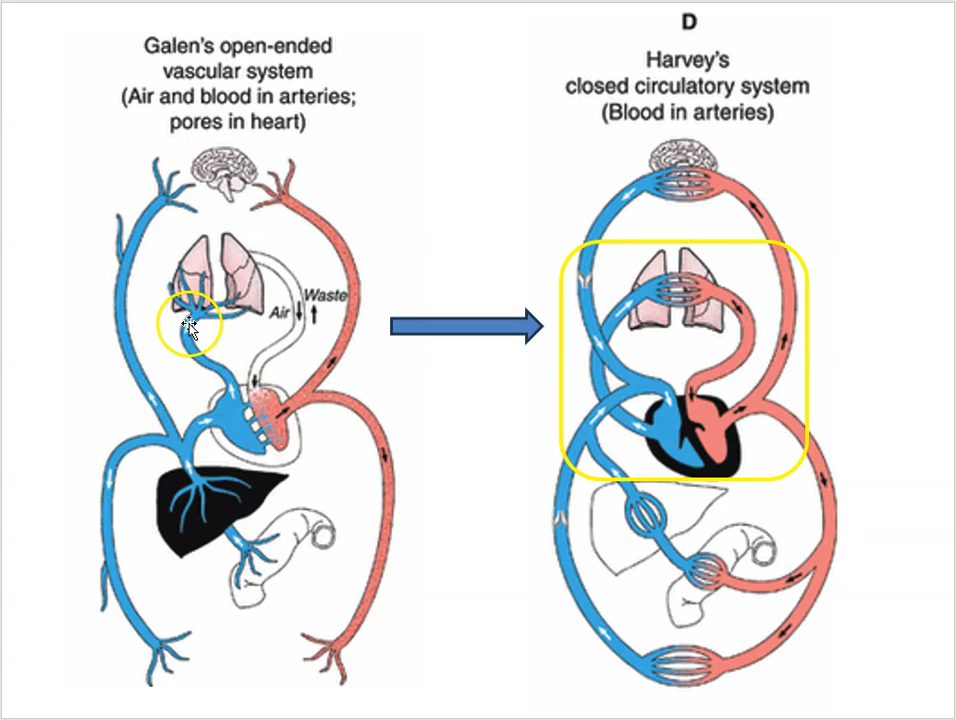 Galen's open-ended
vascular system
(Air and blood in arteries;
pores in heart)
D
Harvey's
closed circulatory system
(Blood in arteries)
Waste
Air